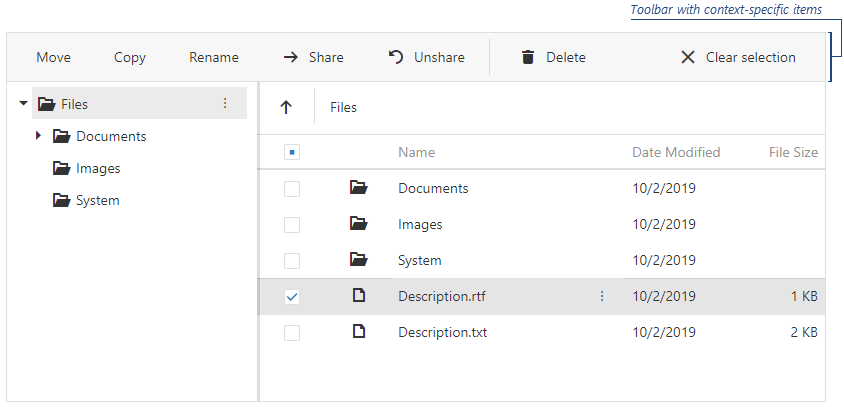 Toolbar with context-specific items
Move Copy Rename Share Unshare Delete Clear selection
Files
Documents
Images
System
Files
Name Date Modified File Size
Documents 10/2/2019
Images 10/2/2019
System 10/2/2019
Description.rtf 10/2/2019 1 KB
Description.txt 10/2/2019 2 KB